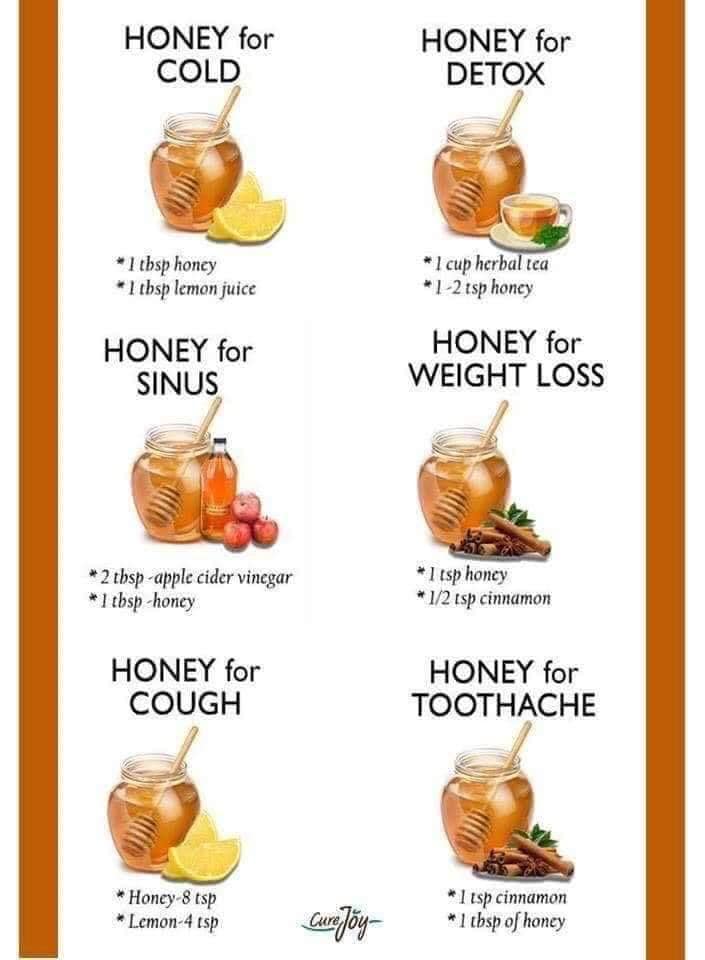 HONEY for
COLD
* 1 tbsp honey
* 1 tbsp lemon juice
HONEY for
DETOX
* 1 cup herbal tea
* 1-2 tsp honey
HONEY for
SINUS
* 2 tbsp -apple cider vinegar
* 1 tbsp -honey
HONEY for
WEIGHT LOSS
* 1 tsp honey
* 1/2 tsp cinnamon
HONEY for
COUGH
* Honey-8 tsp
* Lemon-4 tsp
HONEY for
TOOTHACHE
* 1 tsp cinnamon
* 1 tbsp of honey
CureJoy